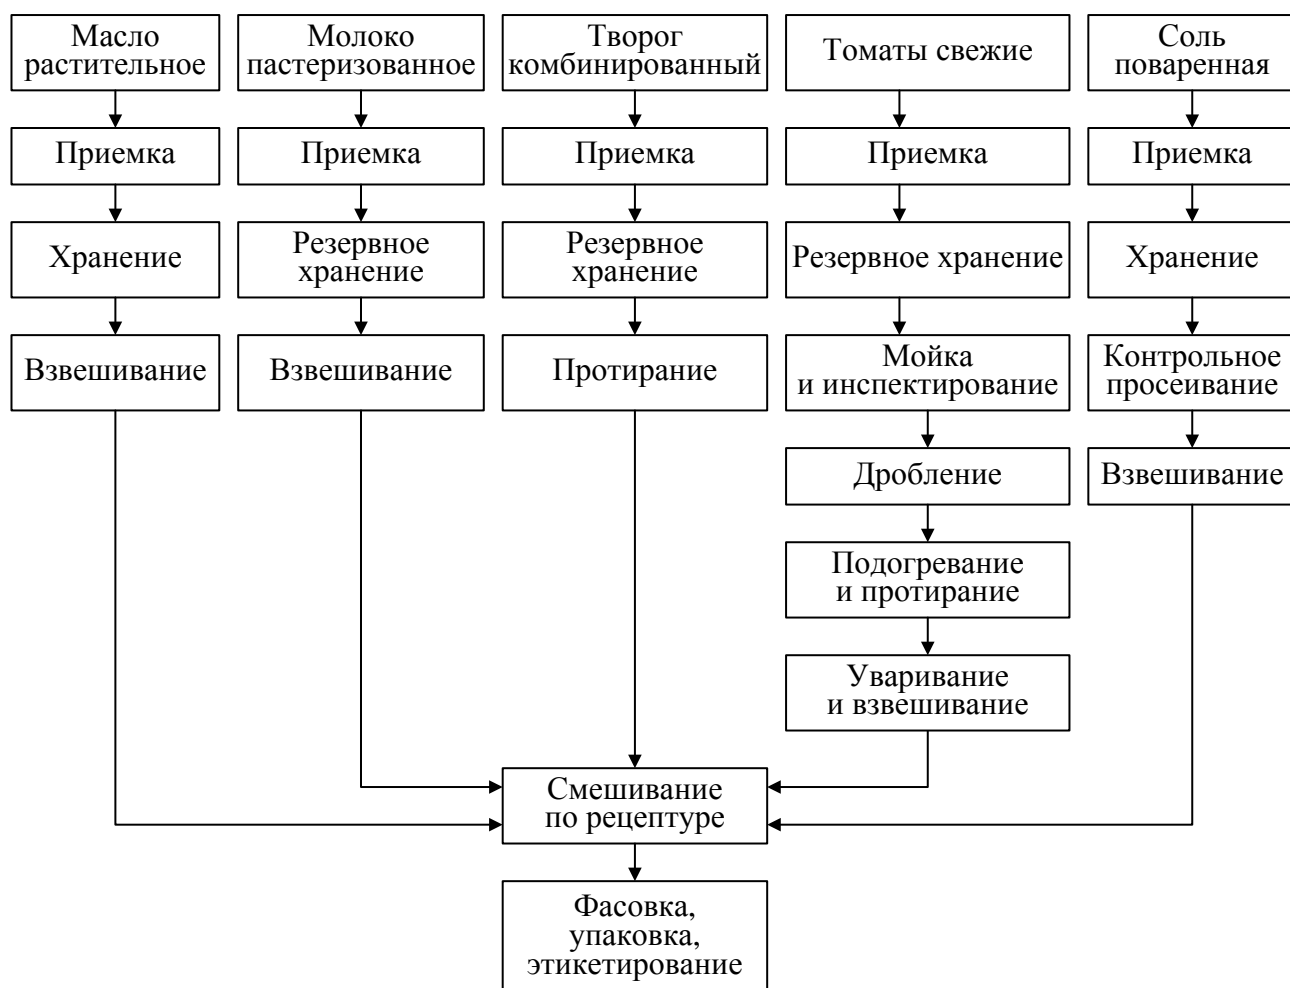 Масло
растительное
Молоко
пастеризованное
Творог
комбинированный
Томаты свежие
Соль
поваренная
Приемка
Приемка
Приемка
Приемка
Приемка
Хранение
Резервное
хранение
Резервное
хранение
Резервное хранение
Хранение
Взвешивание
Взвешивание
Протирание
Мойка
и инспектирование
Контрольное
просеивание
Дробление
Взвешивание
Подогревание
и протирание
Уваривание
и взвешивание
Смешивание
по рецептуре
Фасовка,
упаковка,
этикетирование